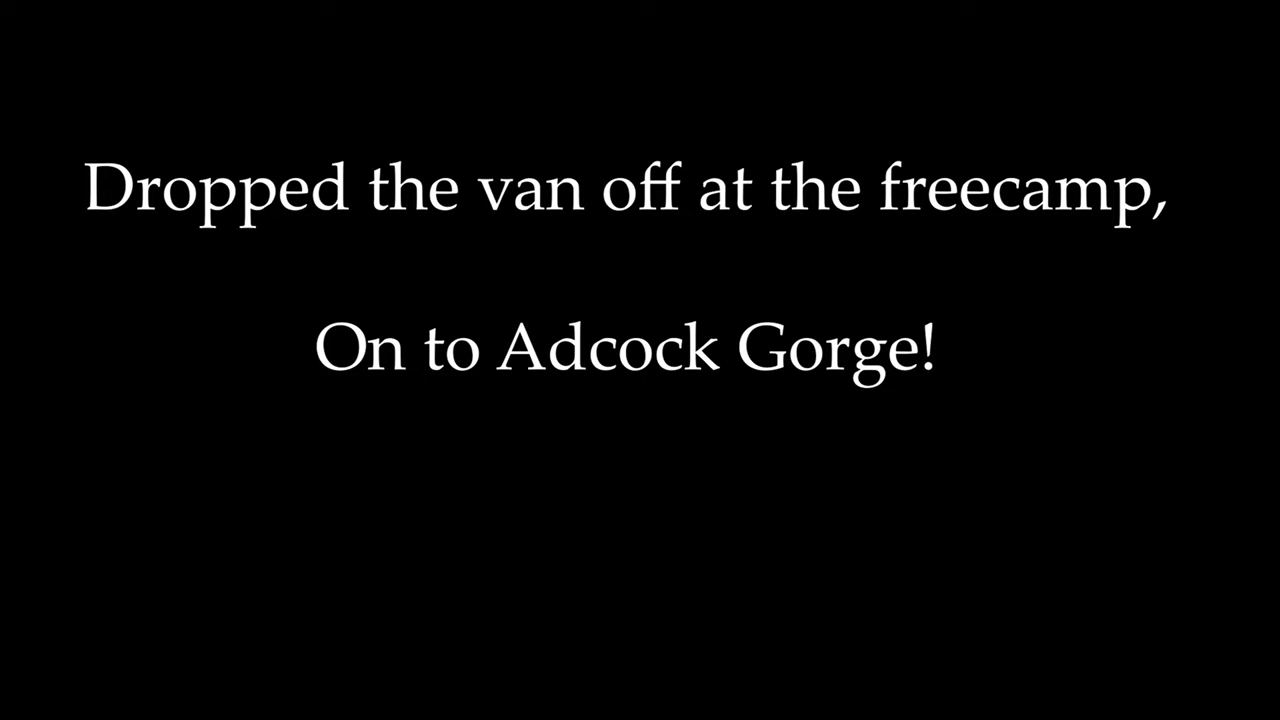 Dropped the van off at the freecamp,
On to Adcock Gorge!